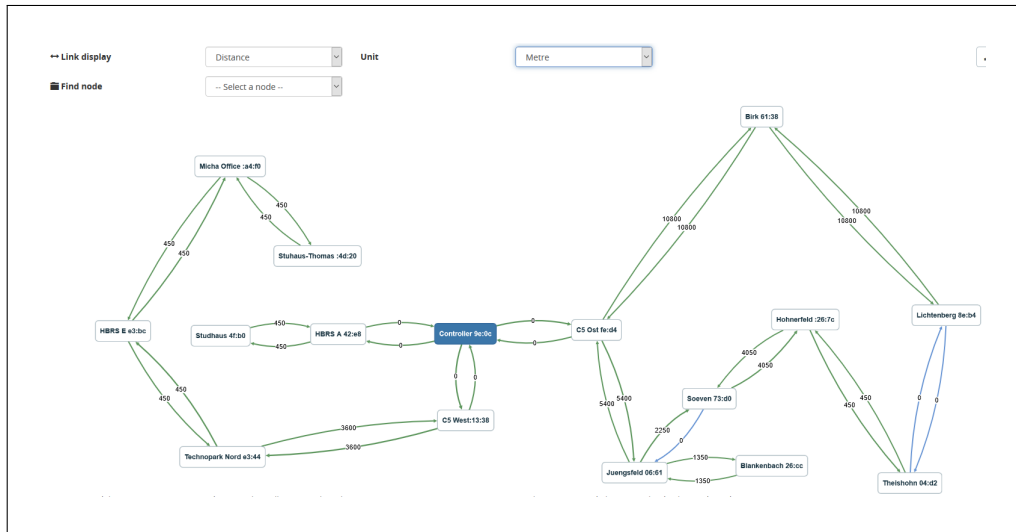 Link display
Distance
Unit
Metre
Find node
-- Select a node --
Birk 61:38
Micha Office :a4:f0
450
450
10800
10800
10800
10800
450
450
Stuhaus-Thomas :4d:20
HBRS E e3:bc
Studhaus 4f:b0
450
450
HBRS A 42:e8
0
0
Controller 9e:0c
0
0
C5 Ost fe:d4
Hohnerfeld :26:7c
Lichtenberg 8e:b4
4050
4050
0
0
450
450
5400
5400
Soeven 73:d0
450
450
0
0
C5 West:13:38
3600
3600
2250
0
Technopark Nord e3:44
Juengsfeld 06:61
1350
1350
Blankenbach 26:cc
Theishohn 04:d2